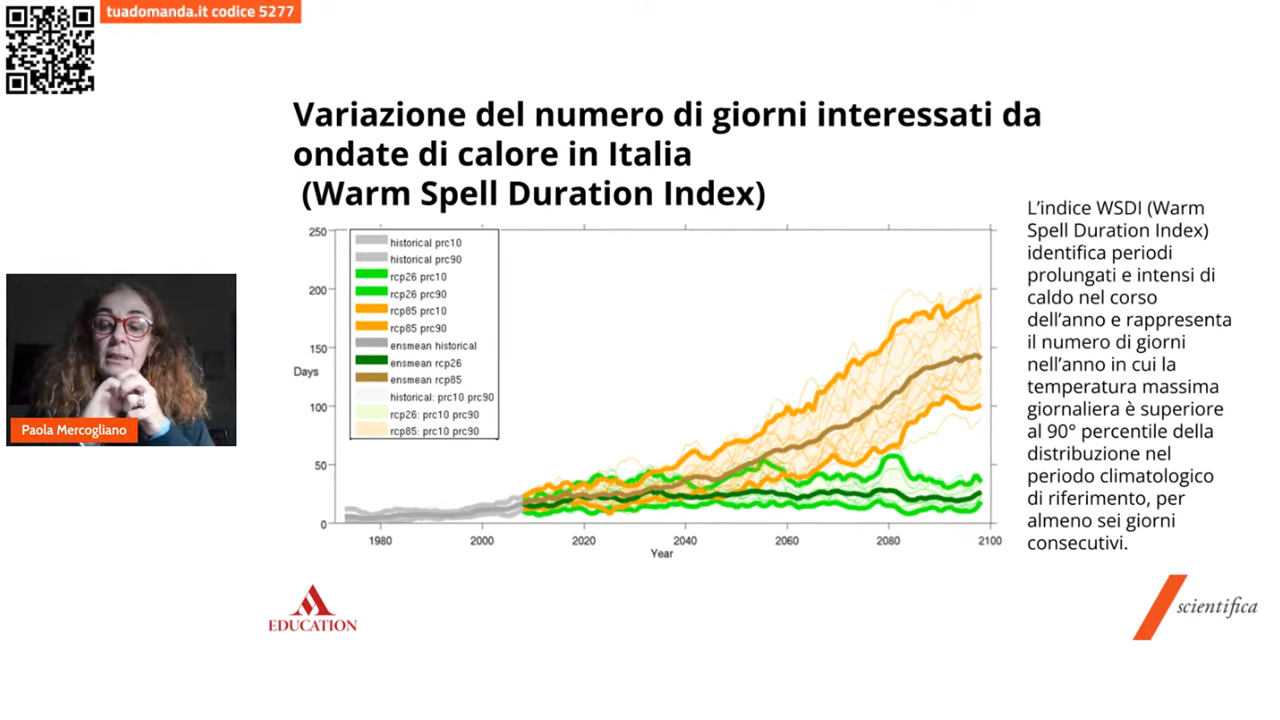 tuadomanda.it codice 5277
Variazione del numero di giorni interessati da
ondate di calore in Italia
(Warm Spell Duration Index)
250
200
150
Days
100
50
0
historical prc10
historical prc90
rcp26 prc10
rcp26 prc90
rcp85 prc10
rcp85 prc90
ensmean historical
ensmean rcp26
ensmean rcp85
historical: prc10 prc90
rcp26: prc10 prc90
rcp85: prc10 prc90
1980 2000 2020 2040 2060 2080 2100
Year
L'indice WSDI (Warm
Spell Duration Index)
identifica periodi
prolungati e intensi di
caldo nel corso
dell'anno e rappresenta
il numero di giorni
nell'anno in cui la
temperatura massima
giornaliera è superiore
al 90° percentile della
distribuzione nel
periodo climatologico
di riferimento, per
almeno sei giorni
consecutivi.
Paola Mercogliano
EDUCATION
scientifica